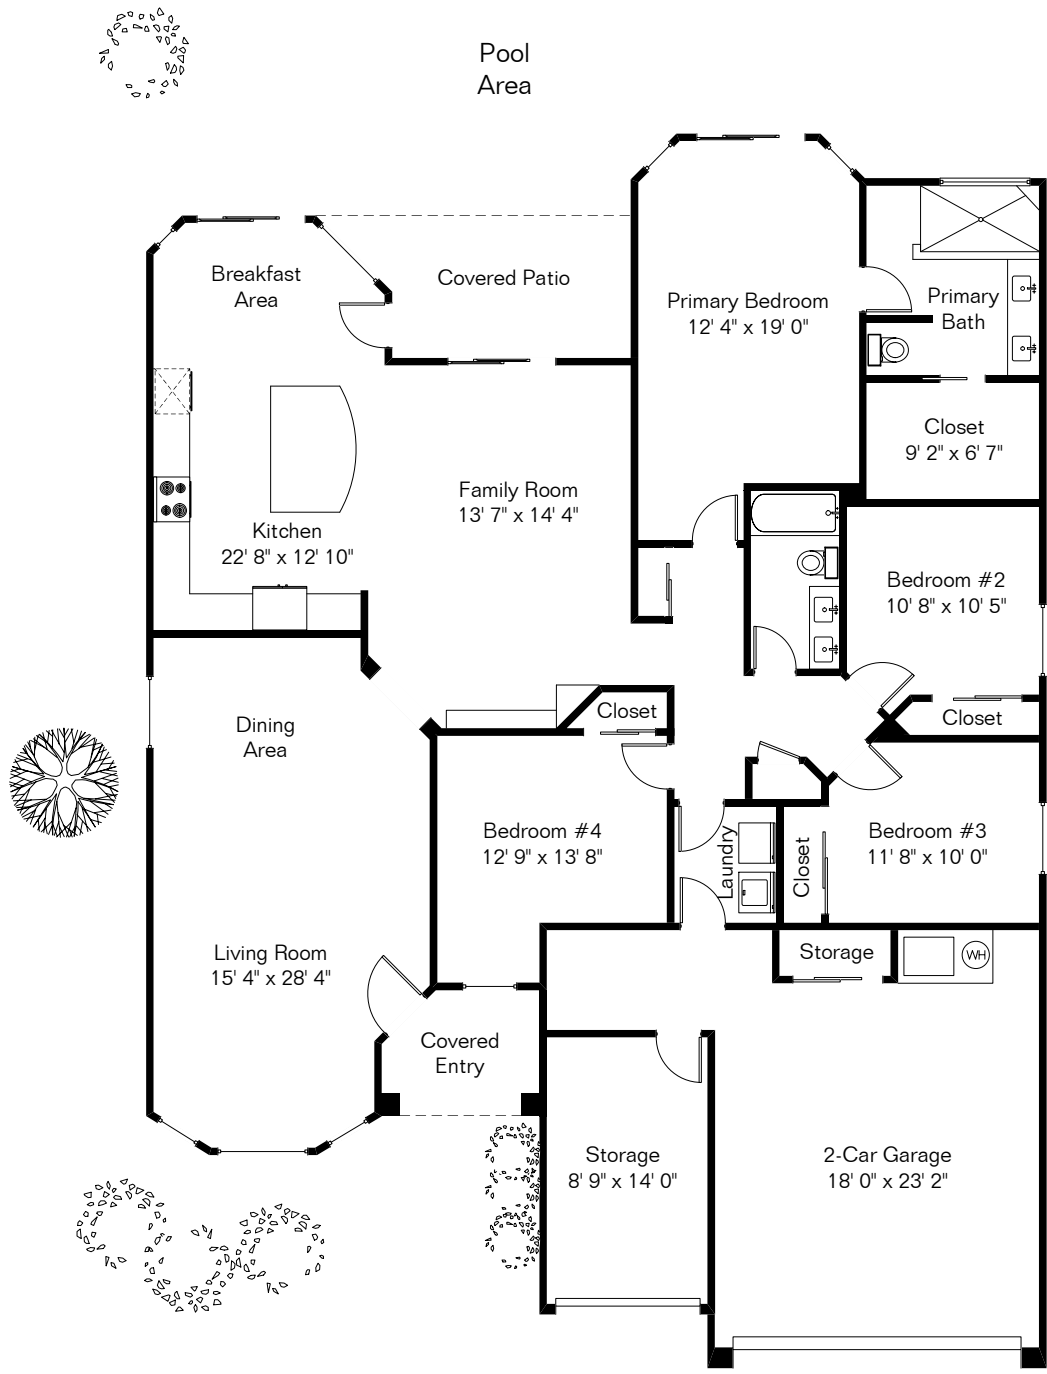 Pool
Area
Breakfast
Area
Covered Patio
Primary Bedroom
12' 4" x 19' 0"
Primary
Bath
Closet
9' 2" x 6' 7"
Family Room
13' 7" x 14' 4"
Kitchen
22' 8" x 12' 10"
Bedroom #2
10' 8" x 10' 5"
Closet
Closet
Dining
Area
Bedroom #4
12' 9" x 13' 8"
Laundry
Closet
Bedroom #3
11' 8" x 10' 0"
Living Room
15' 4" x 28' 4"
Storage
WH
Covered
Entry
Storage
8' 9" x 14' 0"
2-Car Garage
18' 0" x 23' 2"